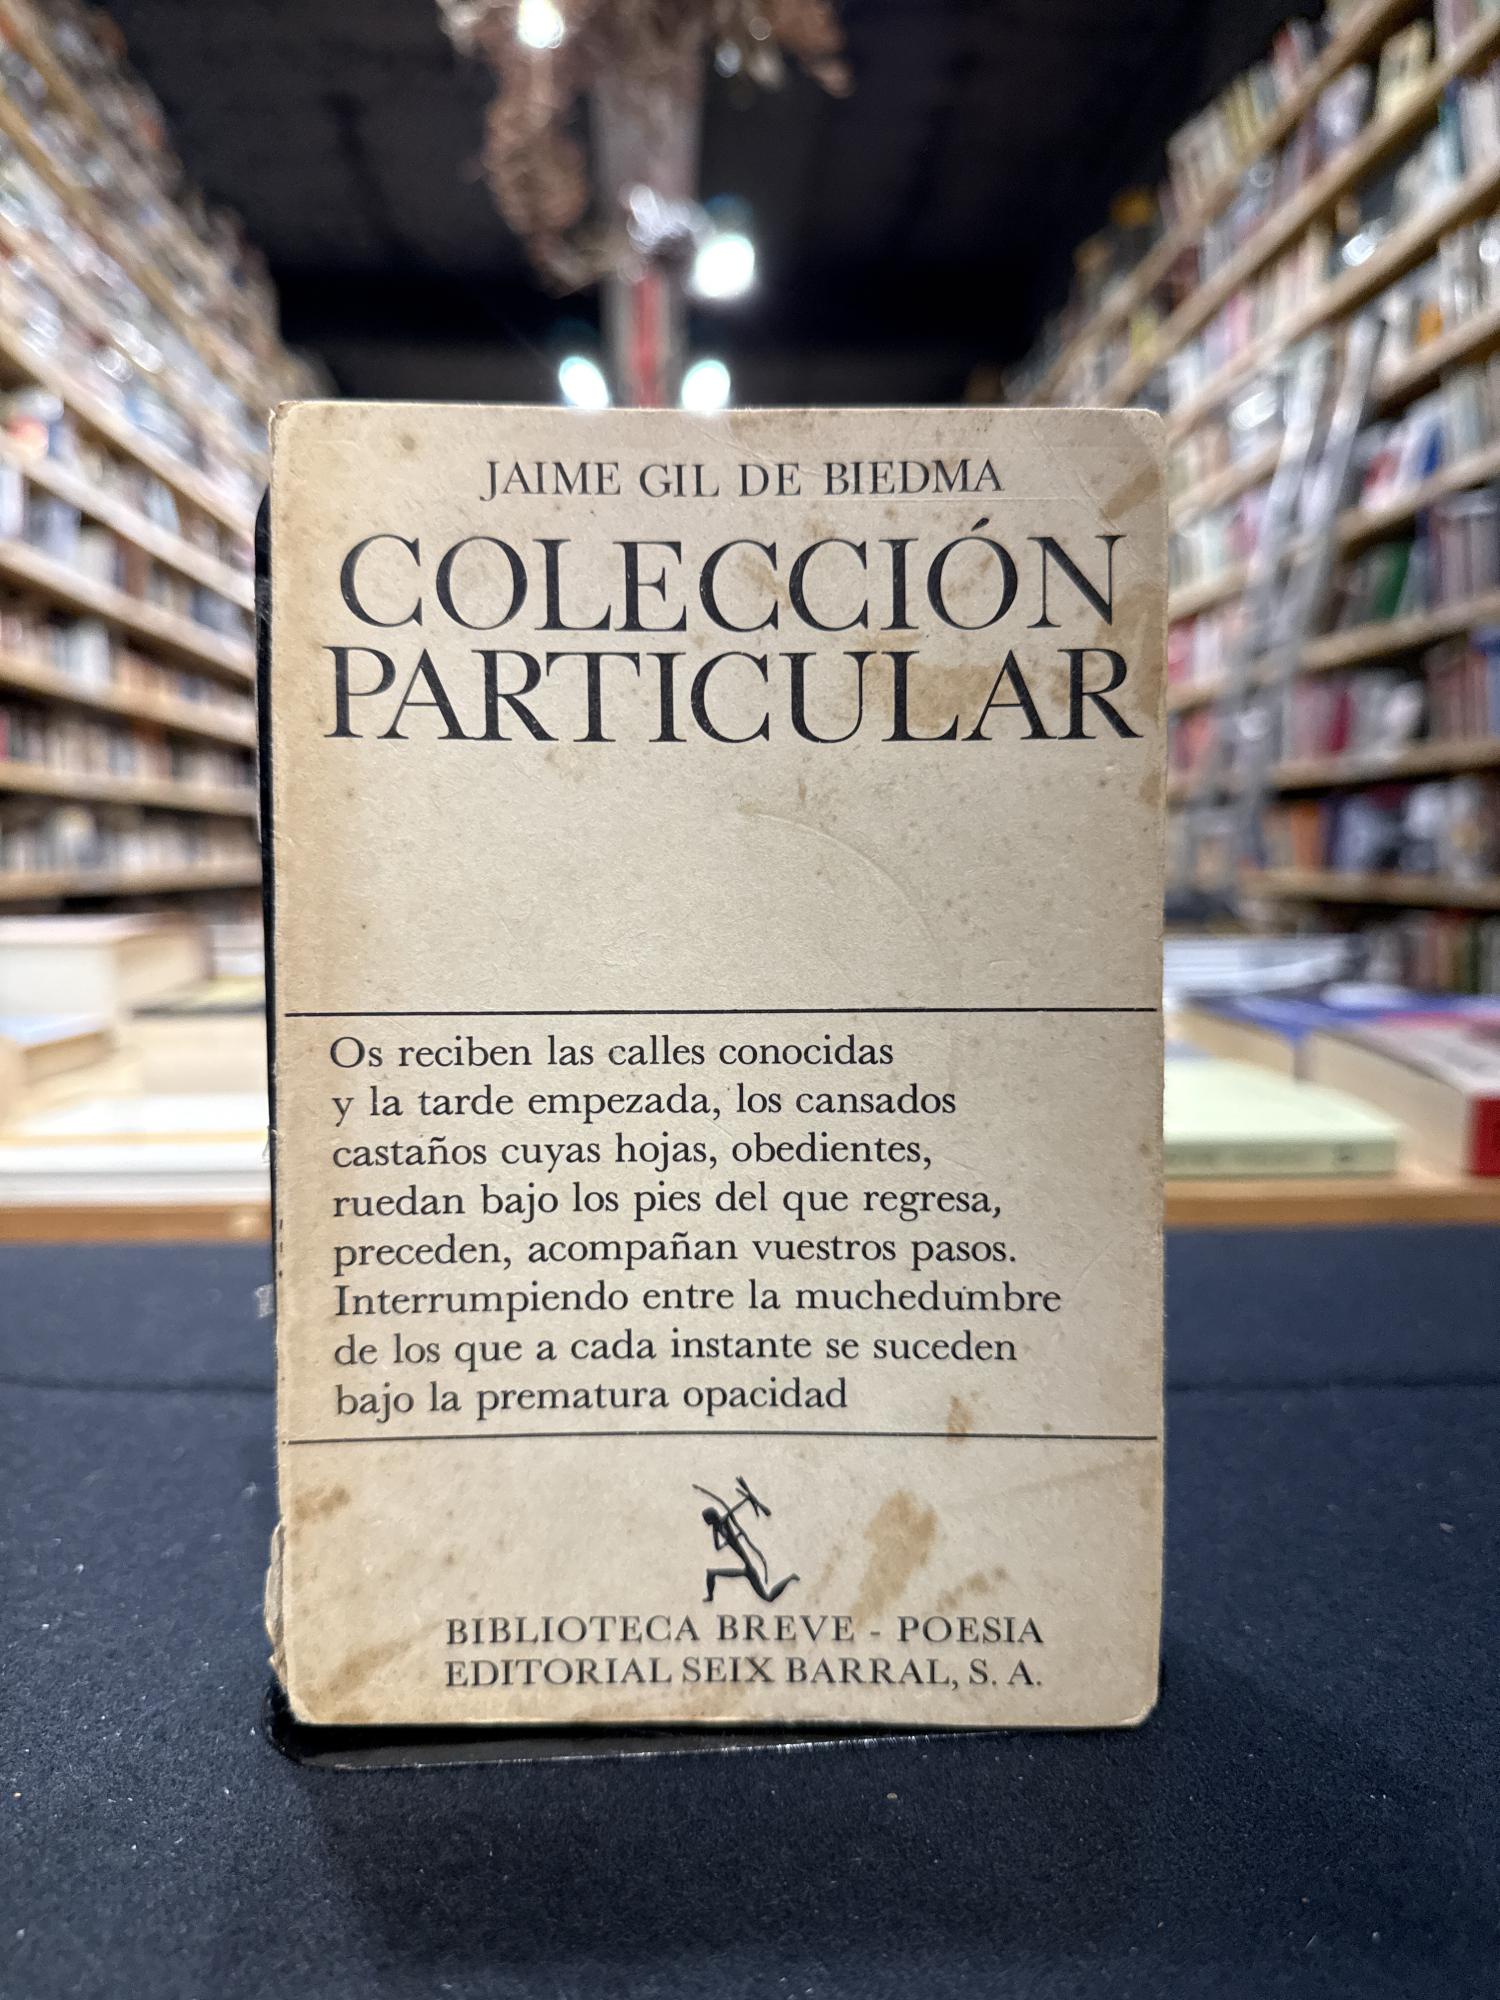 JAIME GIL DE BIEDMA
COLECCIÓN
PARTICULAR
Os reciben las calles conocidas
y la tarde empezada, los cansados
castaños cuyas hojas, obedientes,
ruedan bajo los pies del que regresa,
preceden, acompañan vuestros pasos.
Interrumpiendo entre la muchedumbre
de los que a cada instante se suceden
bajo la prematura opacidad
BIBLIOTECA BREVE - POESIA
EDITORIAL SEIX BARRAL, S. A.